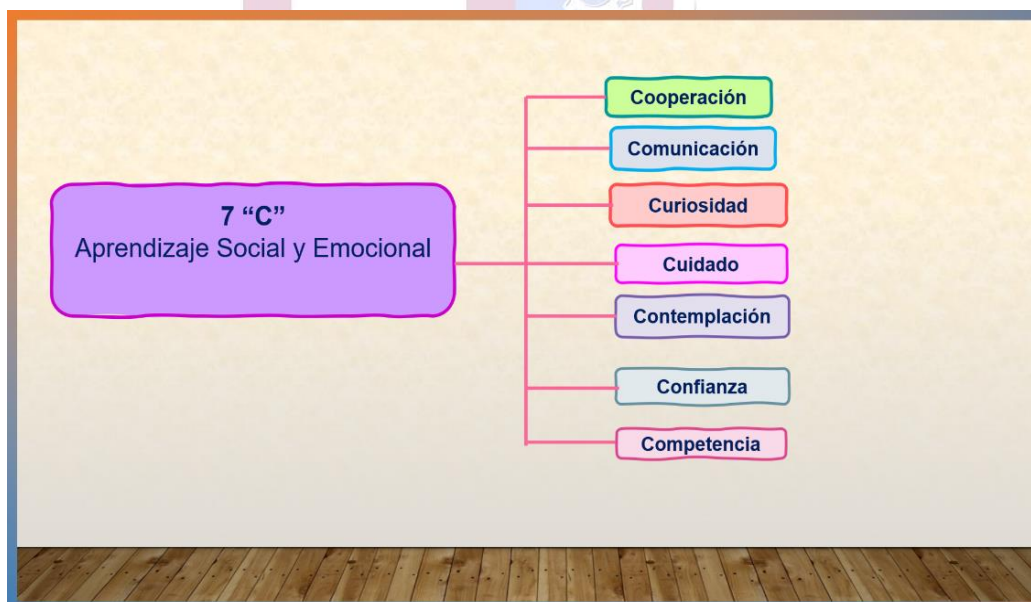 7 “C”
Aprendizaje Social y Emocional
Cooperación
Comunicación
Curiosidad
Cuidado
Contemplación
Confianza
Competencia